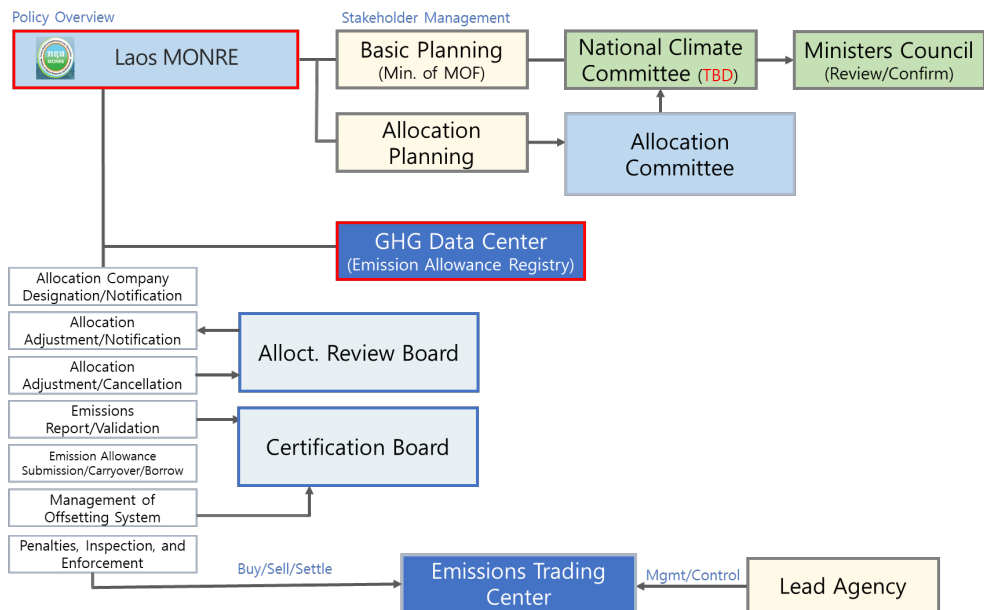 Policy Overview
Stakeholder Management
MONRE
Laos MONRE
Basic Planning
(Min. of MOF)
National Climate
Committee (TBD)
Ministers Council
(Review/Confirm)
Allocation
Planning
Allocation
Committee
GHG Data Center
(Emission Allowance Registry)
Allocation Company
Designation/Notification
Allocation
Adjustment/Notification
Alloct. Review Board
Allocation
Adjustment/Cancellation
Emissions
Report/Validation
Certification Board
Emission Allowance
Submission/Carryover/Borrow
Management of
Offsetting System
Penalties, Inspection, and
Enforcement
Buy/Sell/Settle
Emissions Trading
Center
Mgmt/Control
Lead Agency